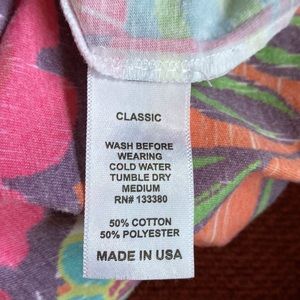 CLASSIC
WASH BEFORE
WEARING
COLD WATER
TUMBLE DRY
MEDIUM
RN# 133380
50% COTTON
50% POLYESTER
MADE IN USA